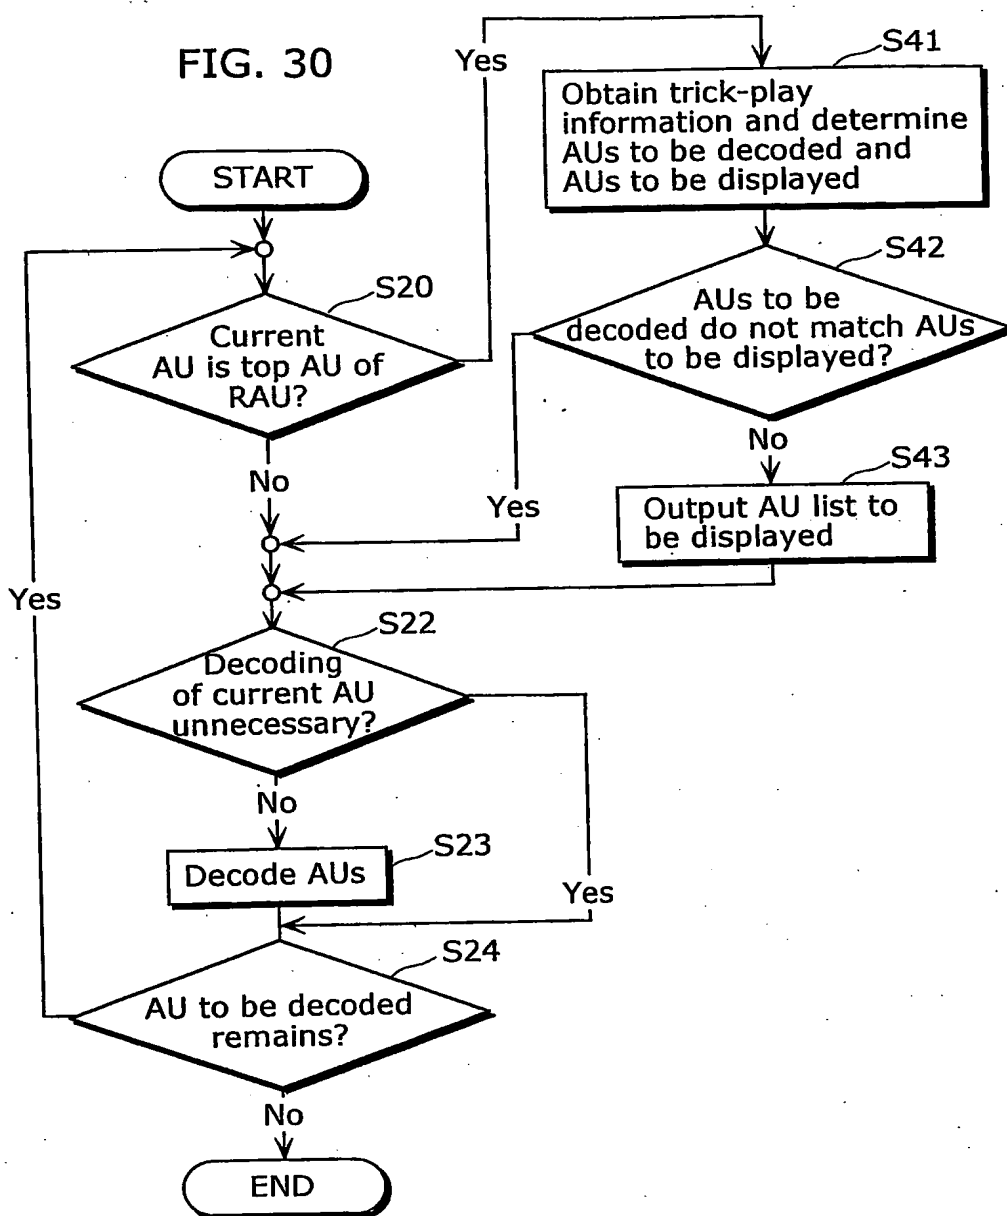 FIG. 30
START
S20
Current
AU is top AU of
RAU?
Yes
No
S41
Obtain trick-play
information and determine
AUs to be decoded and
AUs to be displayed
S42
AUs to be
decoded do not match AUs
to be displayed?
Yes
No
S43
Output AU list to
be displayed
S22
Decoding
of current AU
unnecessary?
Yes
No
S23
Decode AUs
S24
AU to be decoded
remains?
Yes
No
END